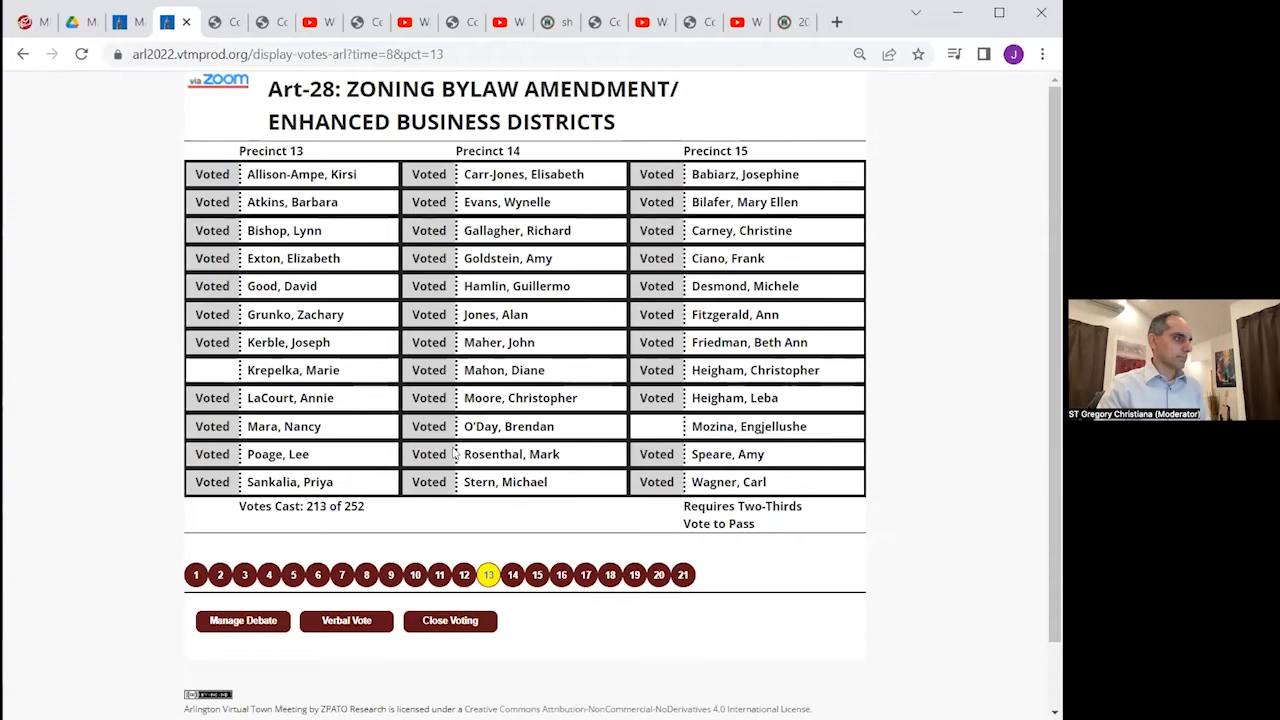 M
M
M
Cc
Cc
W
Cc
W
Cc
W
sh
Cc
W
Cc
W
20
arl2022.vtmprod.org/display-votes-arl?time=8&pct=13
J
via zoom
Art-28: ZONING BYLAW AMENDMENT/
ENHANCED BUSINESS DISTRICTS
Precinct 13 Precinct 14 Precinct 15
Voted Allison-Ampe, Kirsi Voted Carr-Jones, Elisabeth Voted Babiarz, Josephine
Voted Atkins, Barbara Voted Evans, Wynelle Voted Bilafer, Mary Ellen
Voted Bishop, Lynn Voted Gallagher, Richard Voted Carney, Christine
Voted Exton, Elizabeth Voted Goldstein, Amy Voted Ciano, Frank
Voted Good, David Voted Hamlin, Guillermo Voted Desmond, Michele
Voted Grunko, Zachary Voted Jones, Alan Voted Fitzgerald, Ann
Voted Kerble, Joseph Voted Maher, John Voted Friedman, Beth Ann
Krepelka, Marie Voted Mahon, Diane Voted Heigham, Christopher
Voted LaCourt, Annie Voted Moore, Christopher Voted Heigham, Leba
Voted Mara, Nancy Voted O'Day, Brendan Mozina, Engjellushe
Voted Poage, Lee Voted Rosenthal, Mark Voted Speare, Amy
Voted Sankalia, Priya Voted Stern, Michael Voted Wagner, Carl
Votes Cast: 213 of 252 Requires Two-Thirds
Vote to Pass
1 2 3 4 5 6 7 8 9 10 11 12 13 14 15 16 17 18 19 20 21
Manage Debate Verbal Vote Close Voting
Arlington Virtual Town Meeting by ZPATO Research is licensed under a Creative Commons Attribution-NonCommercial-NoDerivatives 4.0 International License.
ST Gregory Christiana (Moderator)